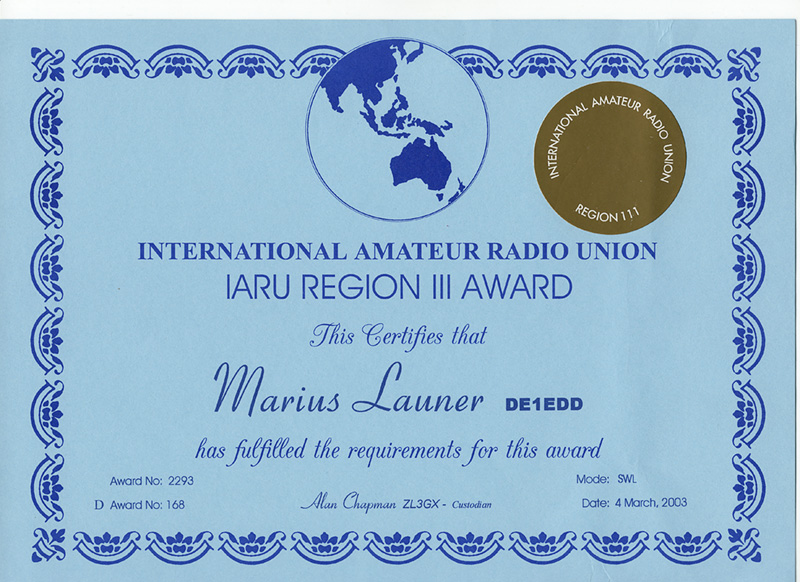 INTERNATIONAL AMATEUR RADIO UNION
REGION 111
INTERNATIONAL AMATEUR RADIO UNION
IARU REGION III AWARD
This Certifies that
Marius Launer DE1EDD
has fulfilled the requirements for this award
Award No: 2293
Mode: SWL
D Award No: 168
Alan Chapman ZL3GX - Custodian
Date: 4 March, 2003